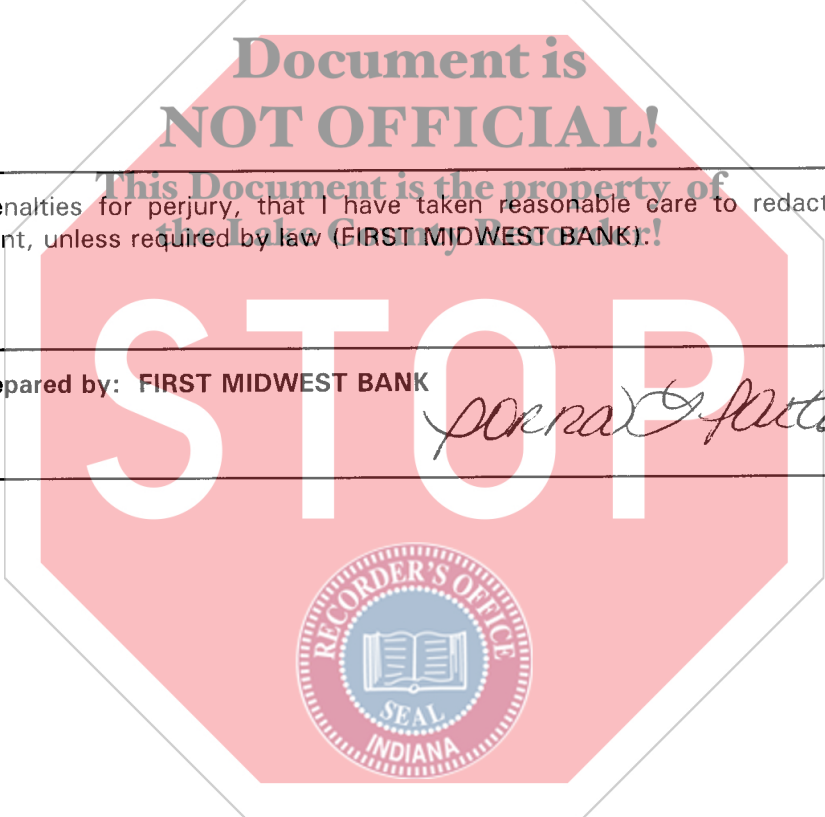 Document is
NOT OFFICIAL!
This Document is the property of
the Lake County Recorder!
enalties for perjury, that I have taken reasonable care to redact
nt, unless required by law (FIRST MIDWEST BANK).
STOP
epared by: FIRST MIDWEST BANK
RECORDER'S OFFICE
SEAL
INDIANA